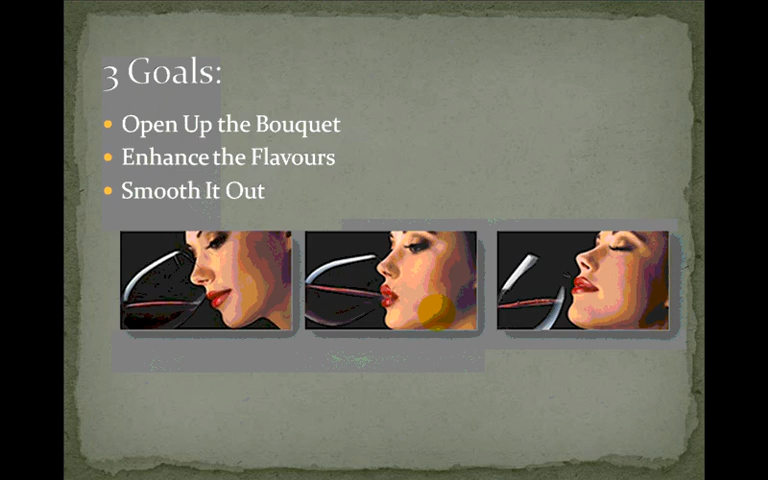 3 Goals:
Open Up the Bouquet
Enhance the Flavours
Smooth It Out